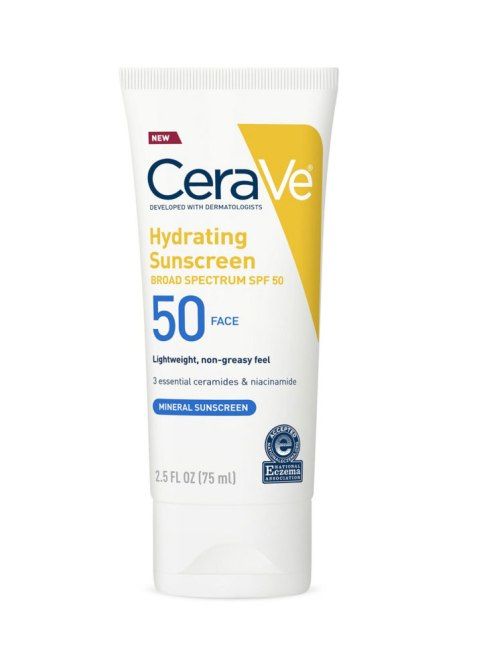 NEW
CeraVe®
DEVELOPED WITH DERMATOLOGISTS
Hydrating
Sunscreen
BROAD SPECTRUM SPF 50
50 FACE
Lightweight, non-greasy feel
3 essential ceramides & niacinamide
MINERAL SUNSCREEN
ACCEPTED
e
NATIONAL
Eczema
ASSOCIATION
2.5 FL OZ (75 ml)